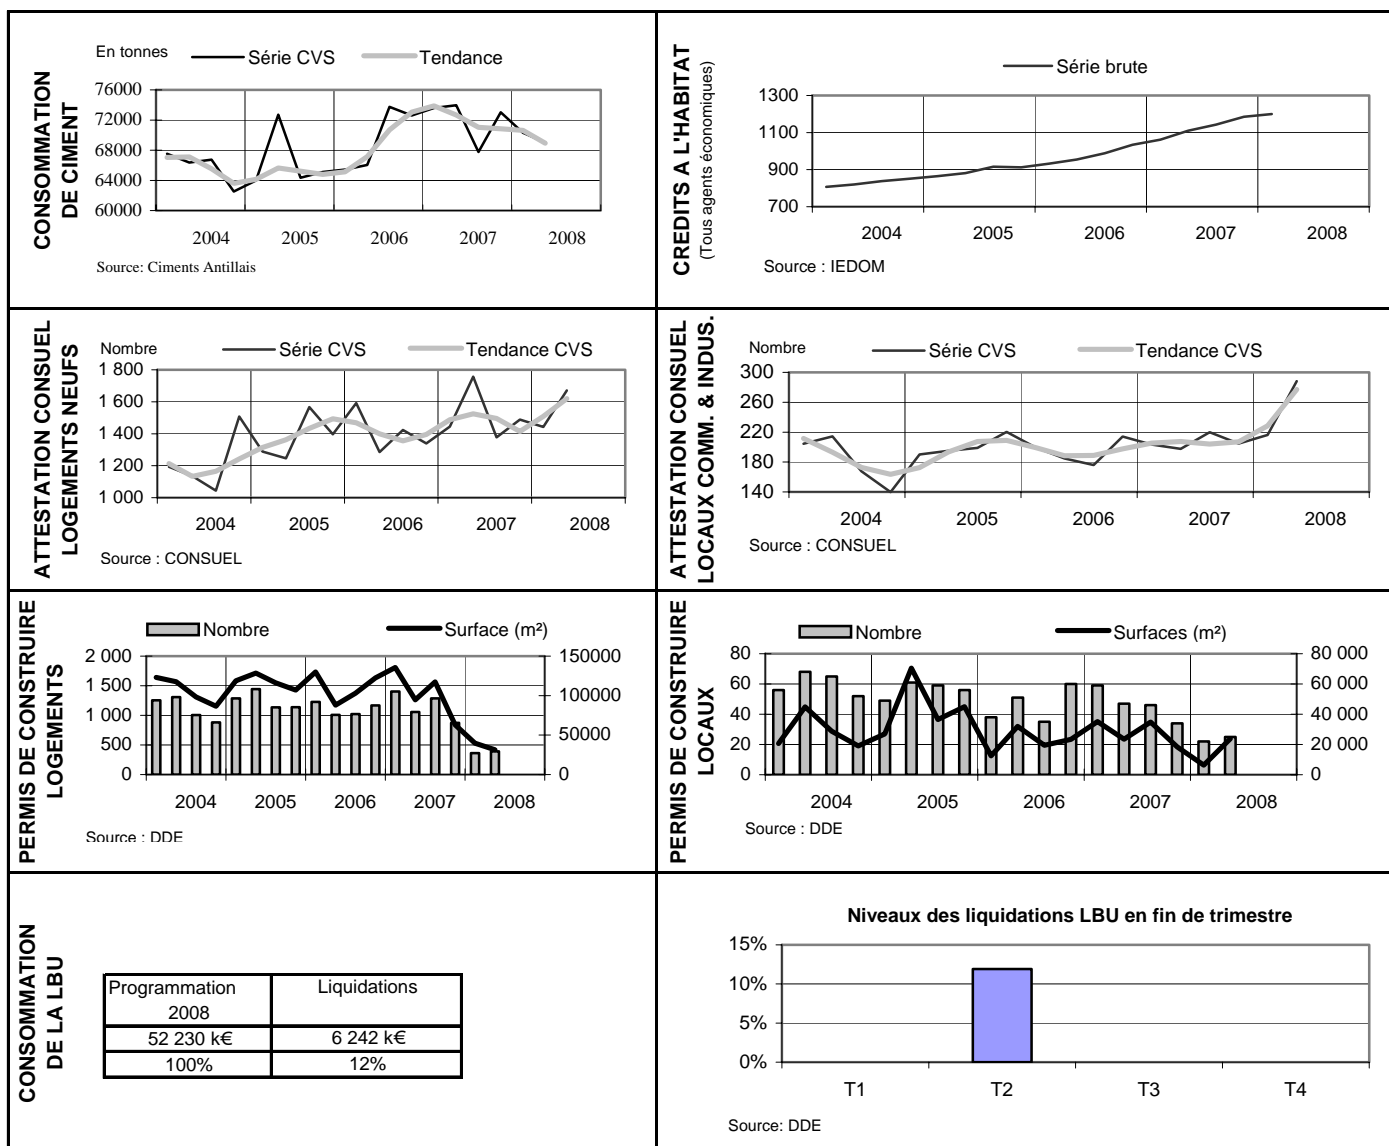 CONSOMMATION
DE CIMENT
En tonnes
Série CVS
Tendance
76000
72000
68000
64000
60000
2004 2005 2006 2007 2008
Source: Ciments Antillais
CREDITS A L'HABITAT
(Tous agents économiques)
Série brute
1300
1100
900
700
2004 2005 2006 2007 2008
Source : IEDOM
ATTESTATION CONSUEL
LOGEMENTS NEUFS
Nombre
Série CVS
Tendance CVS
1 800
1 600
1 400
1 200
1 000
2004 2005 2006 2007 2008
Source : CONSUEL
ATTESTATION CONSUEL
LOCAUX COMM. & INDUS.
Nombre
Série CVS
Tendance CVS
300
260
220
180
140
2004 2005 2006 2007 2008
Source : CONSUEL
PERMIS DE CONSTRUIRE
LOGEMENTS
Nombre
Surface (m²)
2 000
1 500
1 000
500
0
150000
100000
50000
0
2004 2005 2006 2007 2008
Source : DDE
PERMIS DE CONSTRUIRE
LOCAUX
Nombre
Surfaces (m²)
80
60
40
20
0
80 000
60 000
40 000
20 000
0
2004 2005 2006 2007 2008
Source : DDE
CONSOMMATION
DE LA LBU
Programmation Liquidations
2008
52 230 k€ 6 242 k€
100% 12%
Niveaux des liquidations LBU en fin de trimestre
15%
10%
5%
0%
T1 T2 T3 T4
Source: DDE